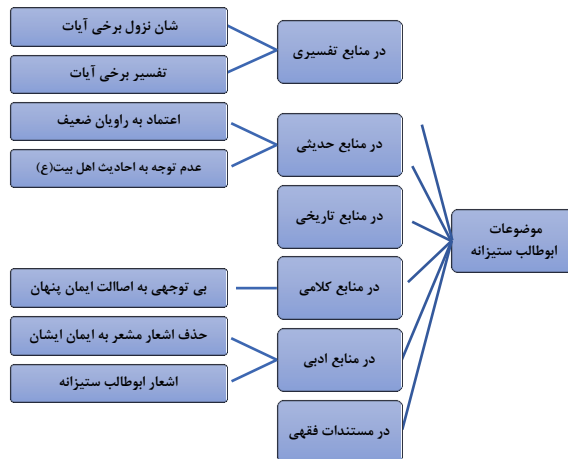 موضوعات
ابوطالب ستیزانه
در منابع تفسیری
شان نزول برخی آیات
تفسیر برخی آیات
در منابع حدیثی
اعتماد به راویان ضعیف
عدم توجه به احادیث اهل بیت(ع)
در منابع تاریخی
در منابع کلامی
بی توجهی به اصاالت ایمان پنهان
در منابع ادبی
حذف اشعار مشعر به ایمان ایشان
اشعار ابوطالب ستیزانه
در مستندات فقهی